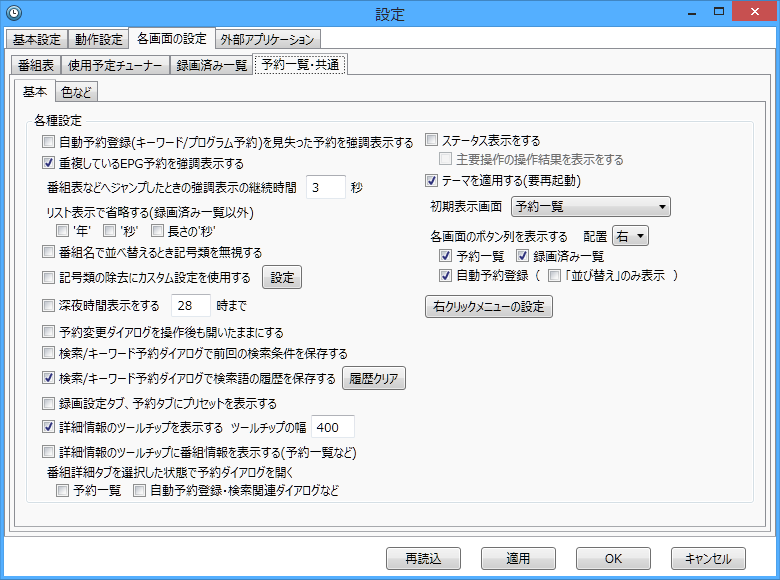 設定
基本設定 動作設定 各画面の設定 外部アプリケーション
番組表 使用予定チューナー 録画済み一覧 予約一覧・共通
基本 色など
各種設定
自動予約登録(キーワード/プログラム予約)を見失った予約を強調表示する
重複しているEPG予約を強調表示する
番組表などへジャンプしたときの強調表示の継続時間 3 秒
リスト表示で省略する(録画済み一覧以外)
'年' '秒' 長さの'秒'
番組名で並べ替えるとき記号類を無視する
記号類の除去にカスタム設定を使用する 設定
深夜時間表示をする 28 時まで
予約変更ダイアログを操作後も開いたままにする
検索/キーワード予約ダイアログで前回の検索条件を保存する
検索/キーワード予約ダイアログで検索語の履歴を保存する 履歴クリア
録画設定タブ、予約タブにプリセットを表示する
詳細情報のツールチップを表示する ツールチップの幅 400
詳細情報のツールチップに番組情報を表示する(予約一覧など)
番組詳細タブを選択した状態で予約ダイアログを開く
予約一覧 自動予約登録・検索関連ダイアログなど
ステータス表示をする
主要操作の操作結果を表示をする
テーマを適用する(要再起動)
初期表示画面 予約一覧
各画面のボタン列を表示する 配置 右
予約一覧 録画済み一覧
自動予約登録 ( 「並び替え」のみ表示 )
右クリックメニューの設定
再読込 適用 OK キャンセル